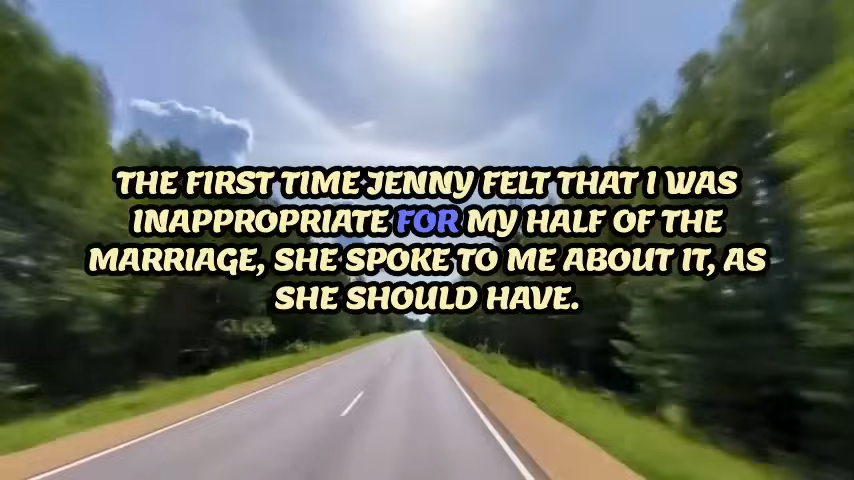 THE FIRST TIME JENNY FELT THAT I WAS
INAPPROPRIATE FOR MY HALF OF THE
MARRIAGE, SHE SPOKE TO ME ABOUT IT, AS
SHE SHOULD HAVE.